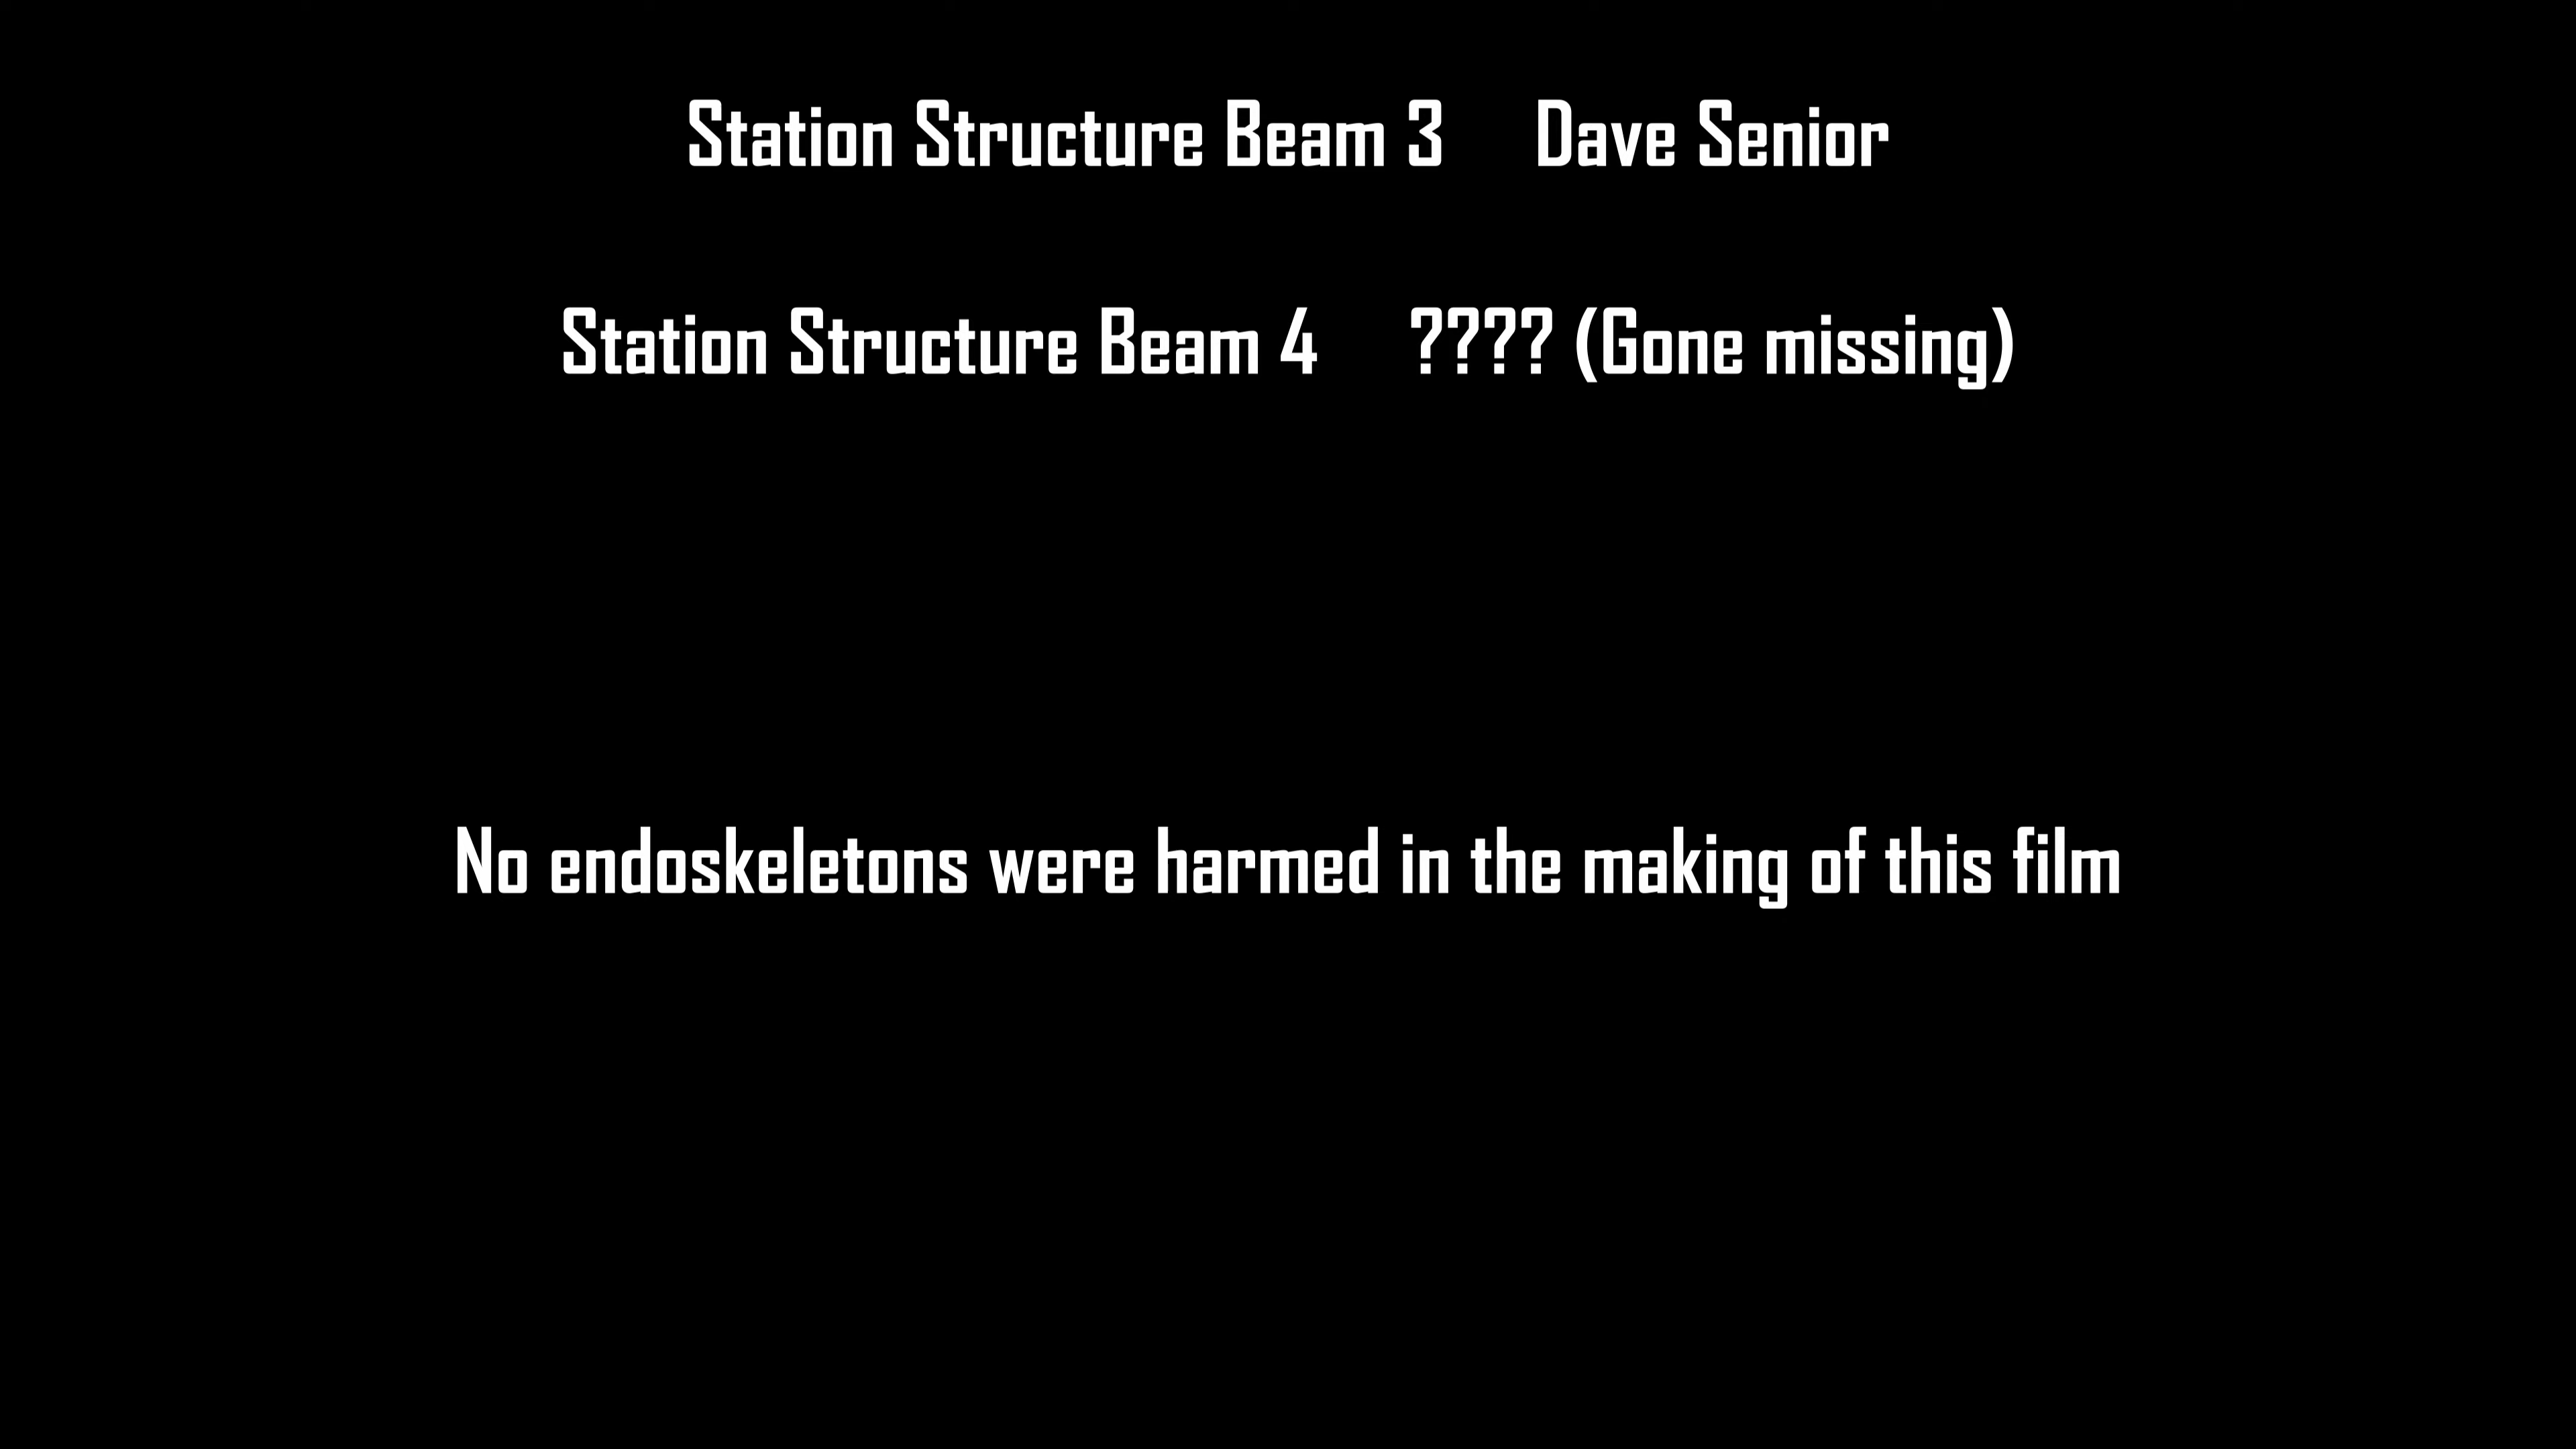 Station Structure Beam 3 Dave Senior
Station Structure Beam 4 ???? (Gone missing)
No endoskeletons were harmed in the making of this film